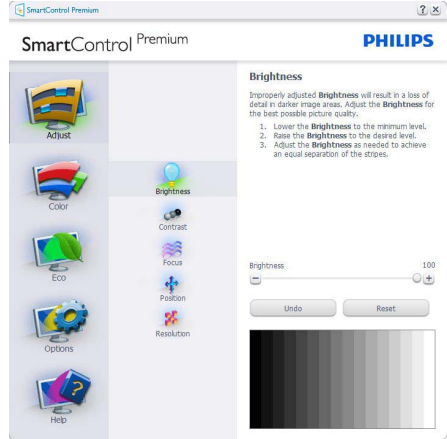 SmartControl Premium
? x
SmartControl Premium
PHILIPS
Adjust
Color
Eco
Options
Help
Brightness
Contrast
Focus
Position
Resolution
Brightness
Improperly adjusted Brightness will result in a loss of
detail in darker image areas. Adjust the Brightness for
the best possible picture quality.
1. Lower the Brightness to the minimum level.
2. Raise the Brightness to the desired level.
3. Adjust the Brightness as needed to achieve
an equal separation of the stripes.
Brightness 100
Undo Reset